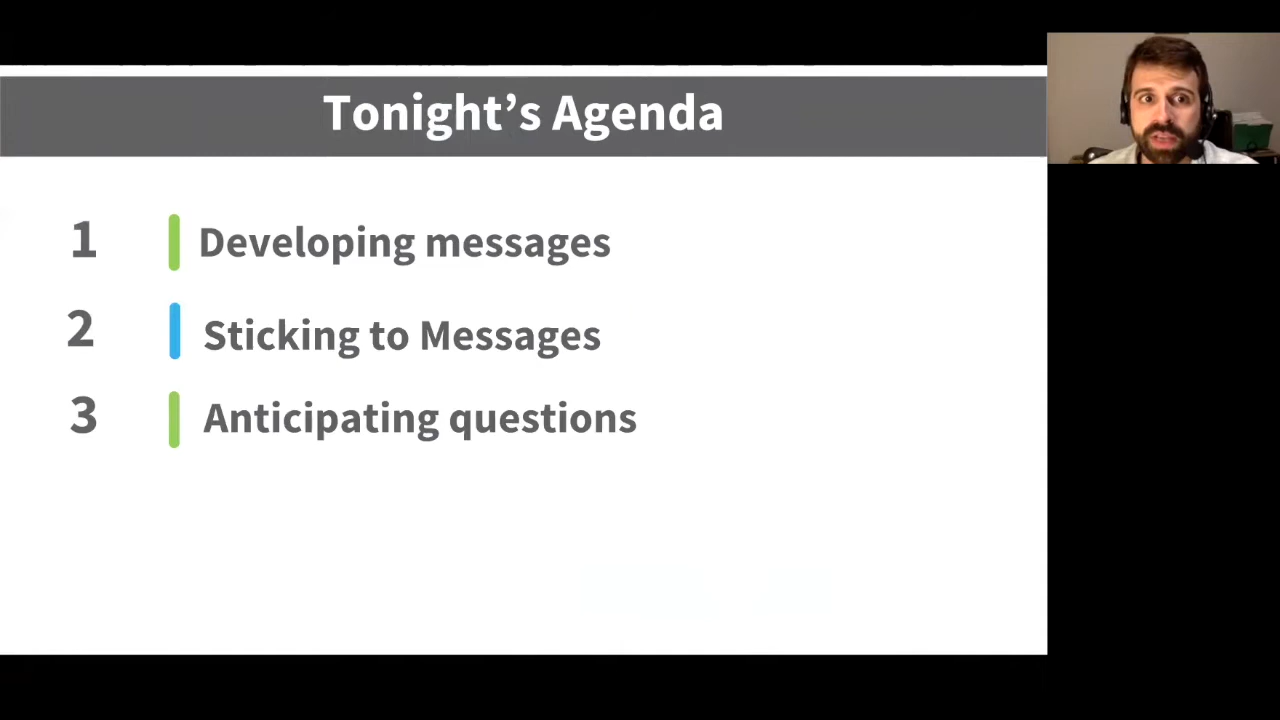 Tonight’s Agenda
1 Developing messages
2 Sticking to Messages
3 Anticipating questions